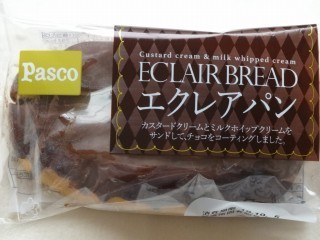 Pasco
Custard cream & milk whipped cream
ECLAIR BREAD
エクレアパン
カスタードクリームとミルクホイップクリームを
サンドして、チョコをコーティングしました。